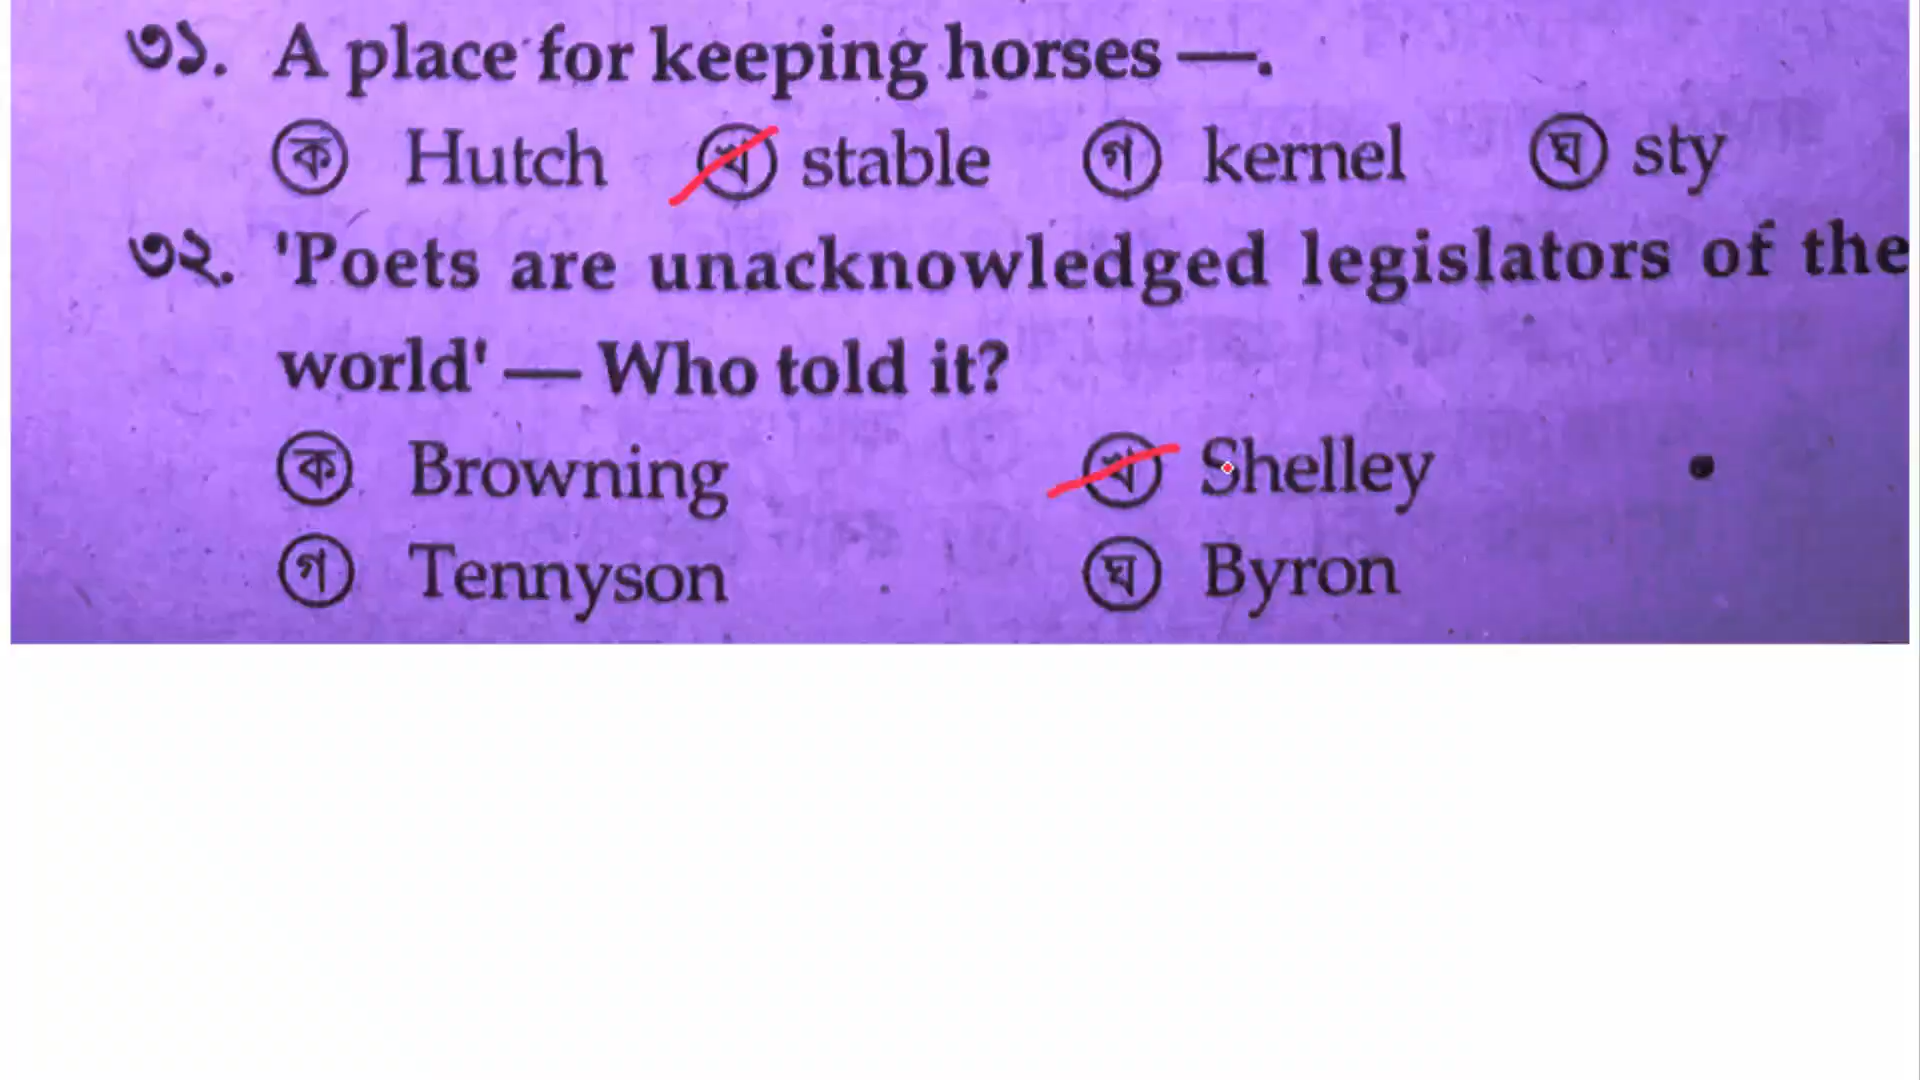 ৩১. A place for keeping horses —.
ক Hutch খ stable গ kernel ঘ sty
৩২. 'Poets are unacknowledged legislators of the
world' — Who told it?
ক Browning খ Shelley
গ Tennyson ঘ Byron